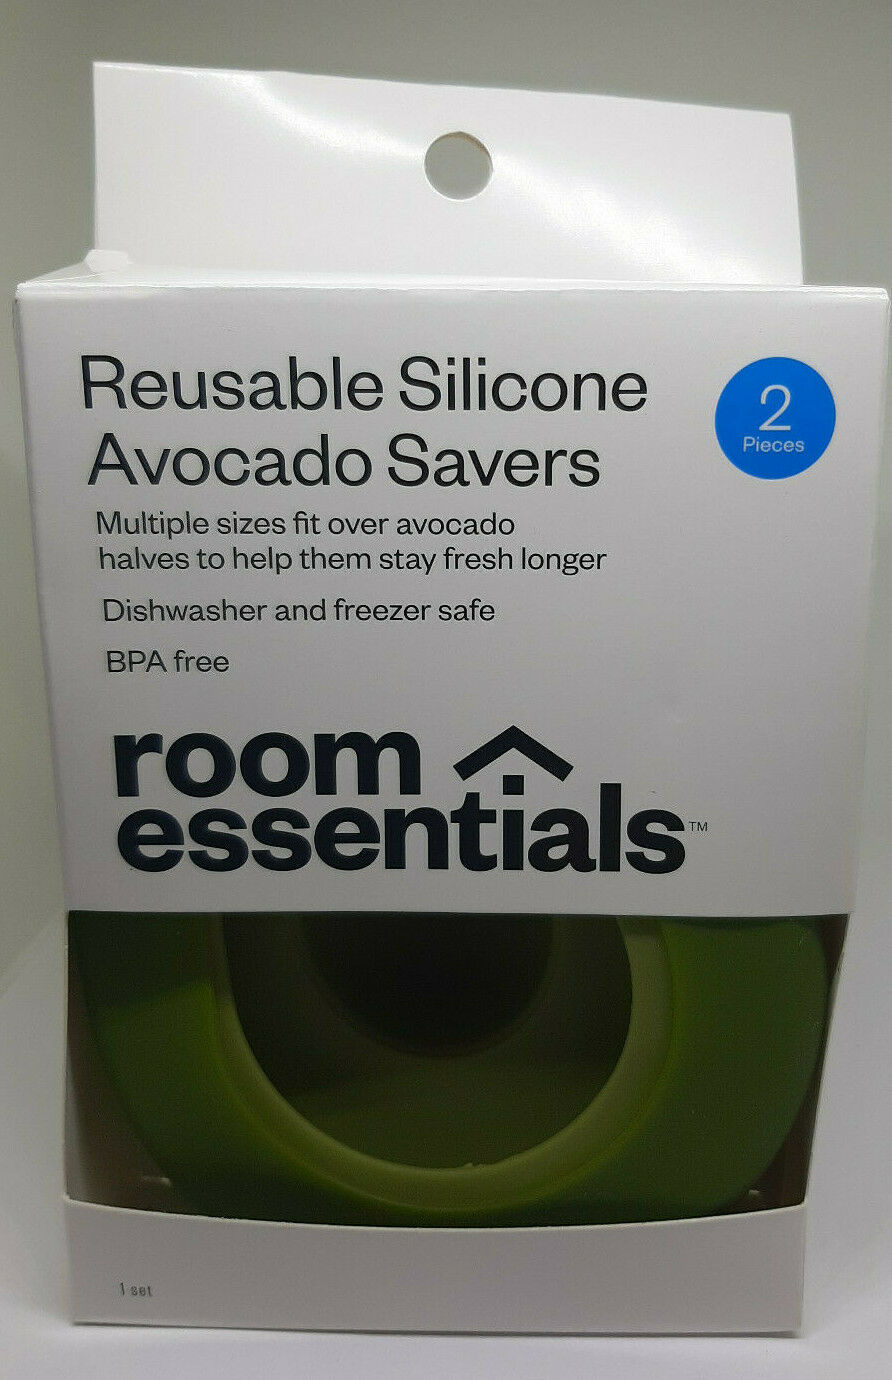 Reusable Silicone
Avocado Savers
2
Pieces
Multiple sizes fit over avocado
halves to help them stay fresh longer
Dishwasher and freezer safe
BPA free
room
essentials™
1 set